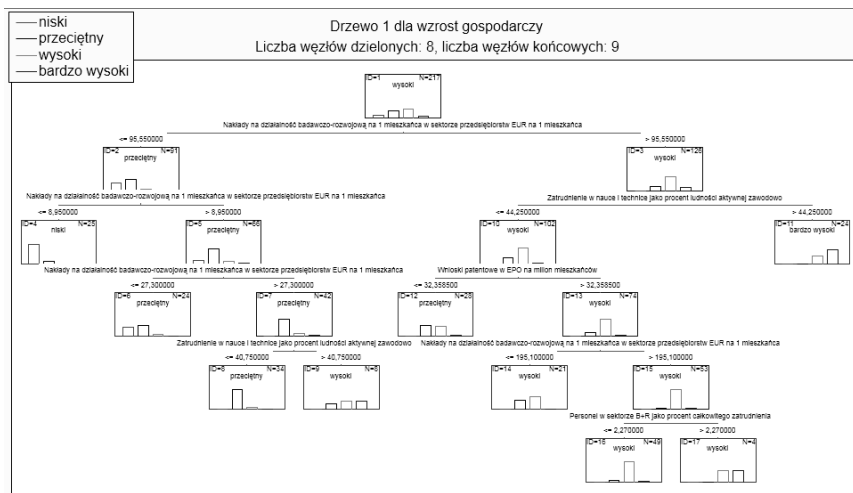 niski
przeciętny
wysoki
bardzo wysoki
Drzewo 1 dla wzrost gospodarczy
Liczba węzłów dzielonych: 8, liczba węzłów końcowych: 9
ID=1 N=217
wysoki
Nakłady na działalność badawczo-rozwojową na 1 mieszkańca w sektorze przedsiębiorstw EUR na 1 mieszkańca
<= 95,550000 > 95,550000
ID=2 N=91
przeciętny
ID=3 N=126
wysoki
Nakłady na działalność badawczo-rozwojową na 1 mieszkańca w sektorze przedsiębiorstw EUR na 1 mieszkańca
Zatrudnienie w nauce i technice jako procent ludności aktywnej zawodowo
<= 8,950000 > 8,950000
<= 44,250000 > 44,250000
ID=4 N=25
niski
ID=5 N=66
przeciętny
ID=10 N=102
wysoki
ID=11 N=24
bardzo wysoki
Nakłady na działalność badawczo-rozwojową na 1 mieszkańca w sektorze przedsiębiorstw EUR na 1 mieszkańca
Wnioski patentowe w EPO na milion mieszkańców
<= 27,300000 > 27,300000
<= 32,358500 > 32,358500
ID=6 N=24
przeciętny
ID=7 N=42
przeciętny
ID=12 N=28
przeciętny
ID=13 N=74
wysoki
Zatrudnienie w nauce i technice jako procent ludności aktywnej zawodowo
Nakłady na działalność badawczo-rozwojową na 1 mieszkańca w sektorze przedsiębiorstw EUR na 1 mieszkańca
<= 40,750000 > 40,750000
<= 195,100000 > 195,100000
ID=8 N=34
przeciętny
ID=9 N=8
wysoki
ID=14 N=21
wysoki
ID=15 N=53
wysoki
Personel w sektorze B+R jako procent całkowitego zatrudnienia
<= 2,270000 > 2,270000
ID=16 N=49
wysoki
ID=17 N=4
wysoki